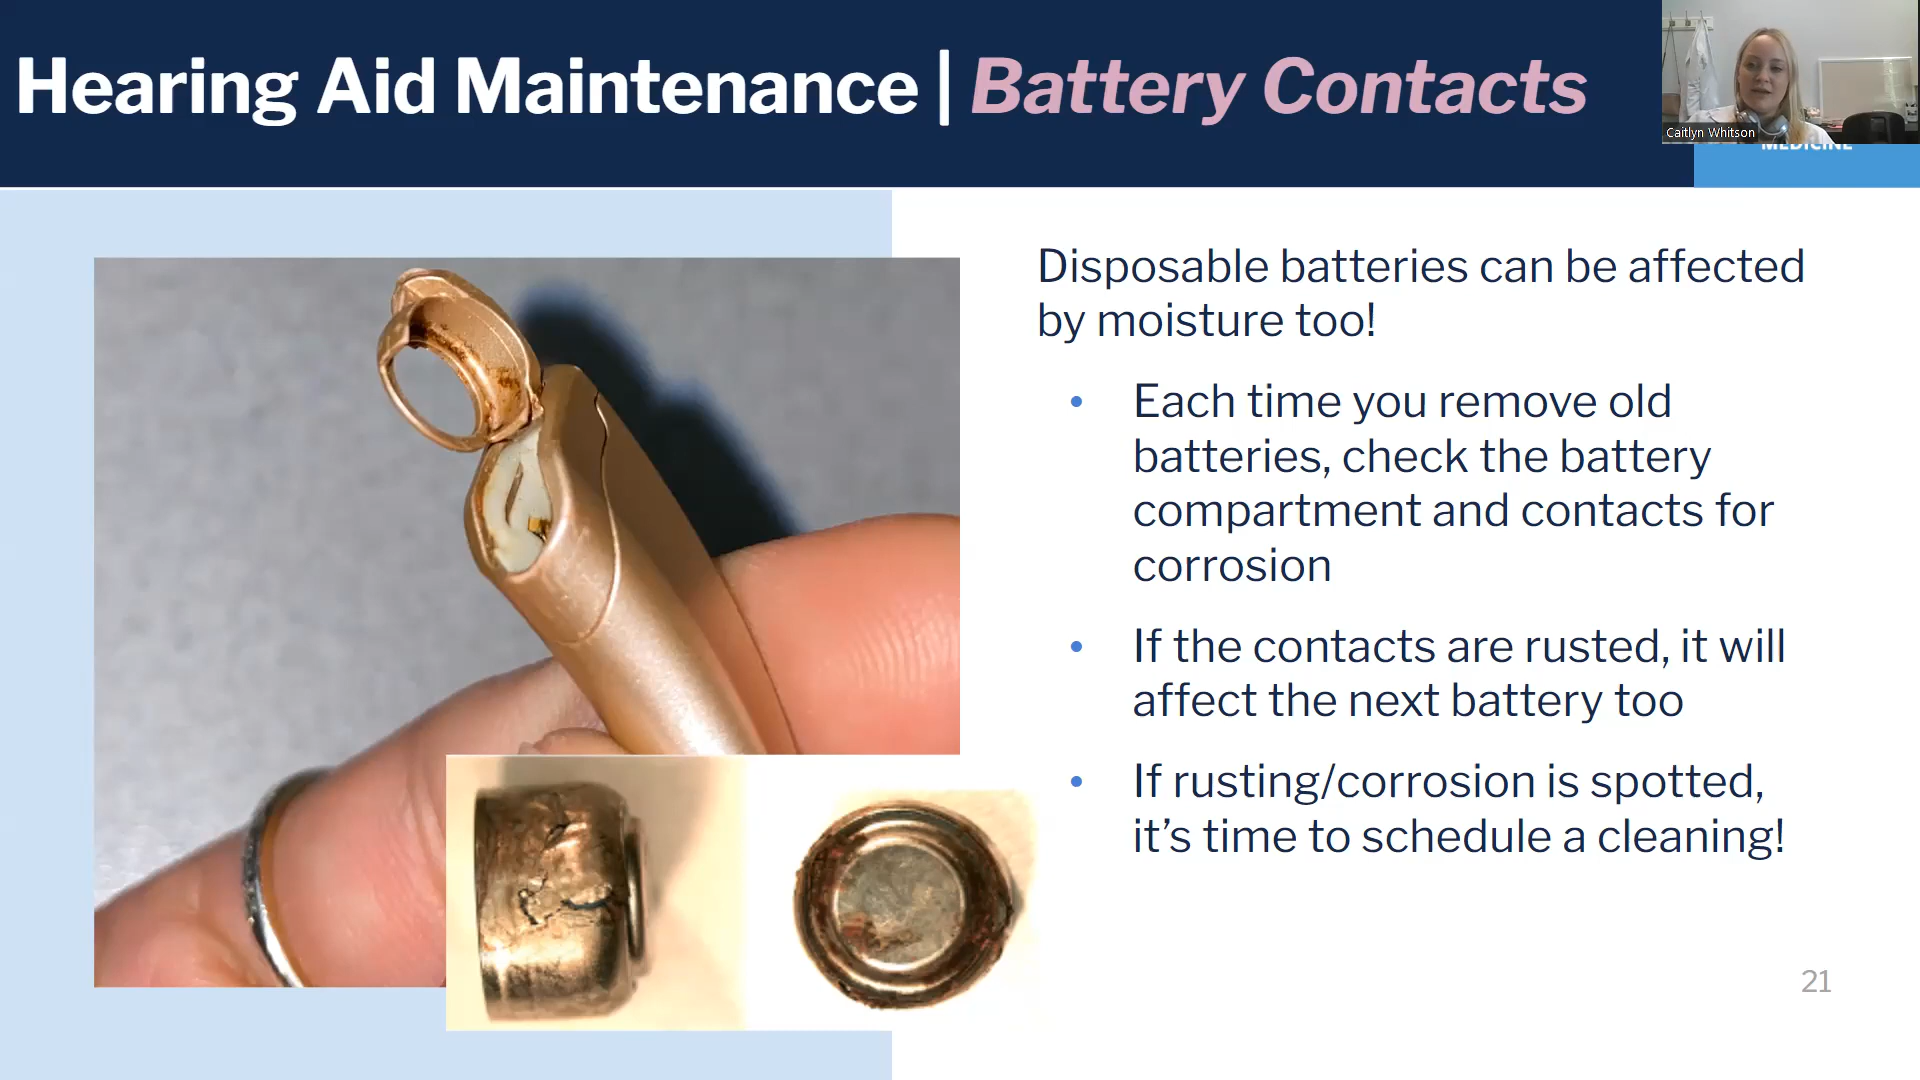 Hearing Aid Maintenance | Battery Contacts
Caitlyn Whitson
MEDICINE
Disposable batteries can be affected
by moisture too!
• Each time you remove old
batteries, check the battery
compartment and contacts for
corrosion
• If the contacts are rusted, it will
affect the next battery too
• If rusting/corrosion is spotted,
it’s time to schedule a cleaning!
21